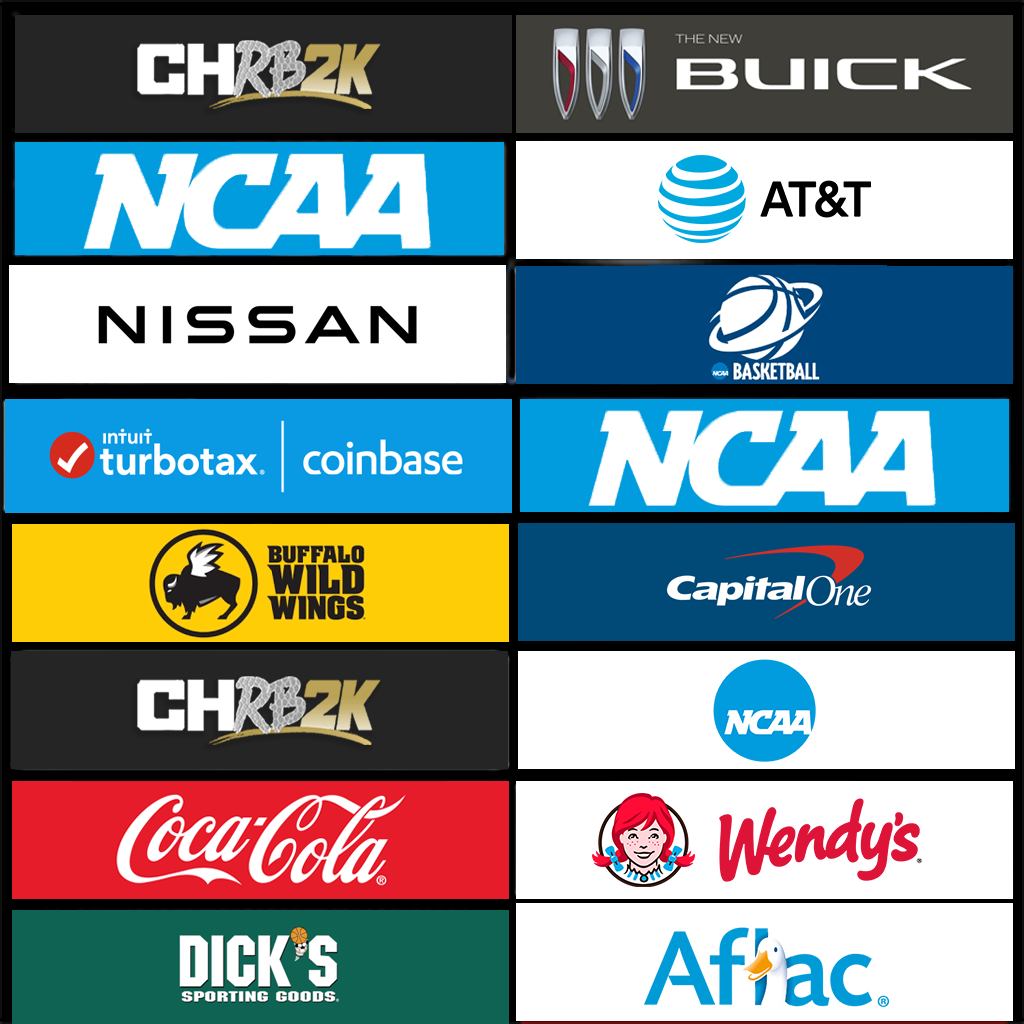 CHRB2K
THE NEW
BUICK
NCAA
AT&T
NISSAN
NCAA BASKETBALL
intuit
turbotax. | coinbase
NCAA
BUFFALO
WILD
WINGS
Capital One
CHRB2K
NCAA
Coca-Cola®
Wendy's
DICK'S
SPORTING GOODS.
Aflac®